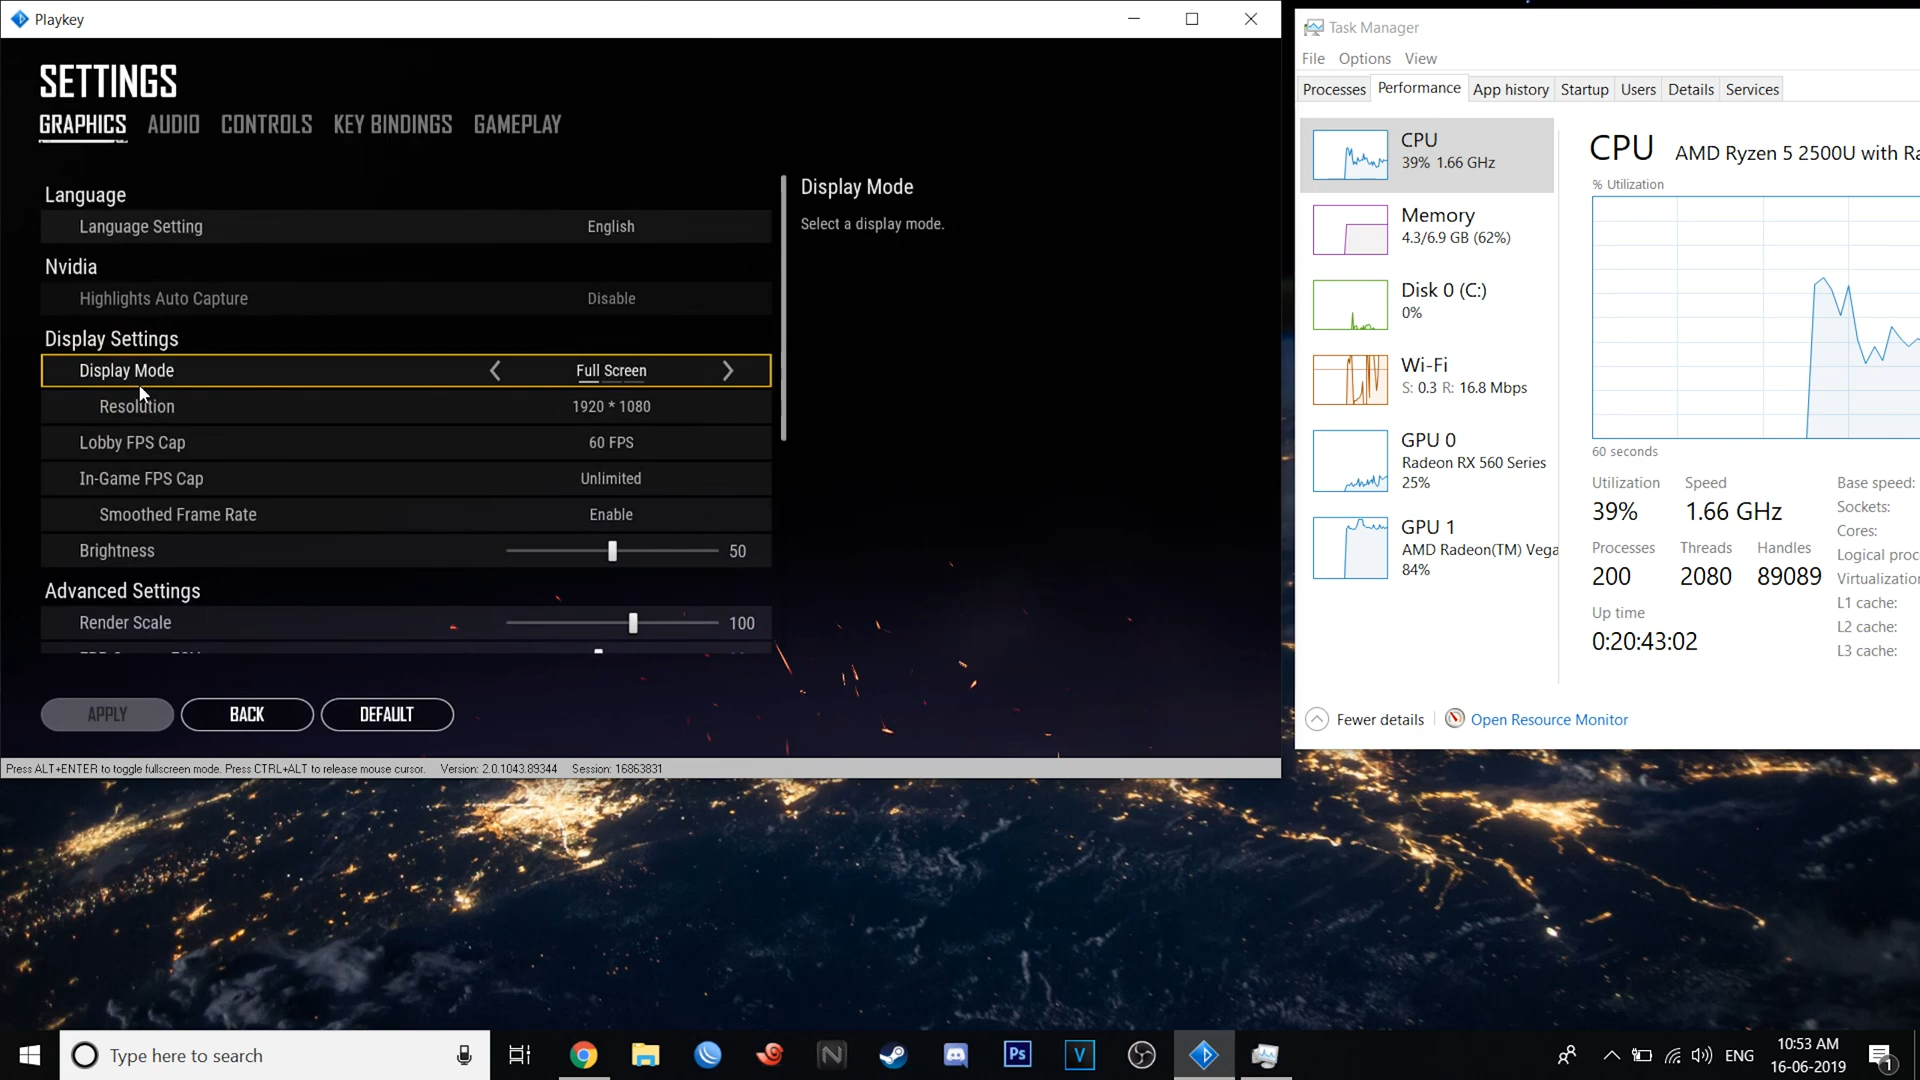 Playkey
SETTINGS
GRAPHICS AUDIO CONTROLS KEY BINDINGS GAMEPLAY
Language
Language Setting English
Nvidia
Highlights Auto Capture Disable
Display Settings
Display Mode Full Screen
Resolution 1920 * 1080
Lobby FPS Cap 60 FPS
In-Game FPS Cap Unlimited
Smoothed Frame Rate Enable
Brightness 50
Advanced Settings
Render Scale 100
Display Mode
Select a display mode.
APPLY BACK DEFAULT
Press ALT+ENTER to toggle fullscreen mode. Press CTRL+ALT to release mouse cursor. Version: 2.0.1043.89344 Session: 16863831
Task Manager
File Options View
Processes Performance App history Startup Users Details Services
CPU
39% 1.66 GHz
Memory
4.3/6.9 GB (62%)
Disk 0 (C:)
0%
Wi-Fi
S: 0.3 R: 16.8 Mbps
GPU 0
Radeon RX 560 Series
25%
GPU 1
AMD Radeon(TM) Vega
84%
CPU AMD Ryzen 5 2500U with Ra
% Utilization
60 seconds
Utilization Speed
39% 1.66 GHz
Processes Threads Handles
200 2080 89089
Up time
0:20:43:02
Base speed:
Sockets:
Cores:
Logical proc
Virtualization
L1 cache:
L2 cache:
L3 cache:
Fewer details Open Resource Monitor
Type here to search
N
Ps
V
ENG
10:53 AM
16-06-2019
1